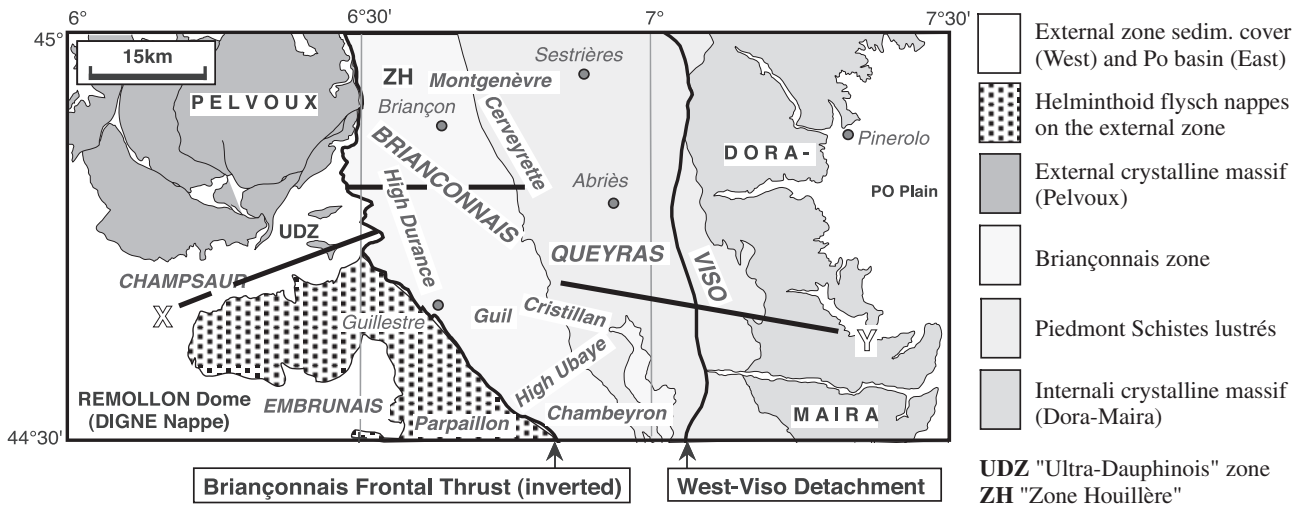 6°
6°30'
7°
7°30'
45°
15km
PELVOUX
ZH
Montgenèvre
Sestrières
Briançon
Cerveyrette
BRIANCONNAIS
High Durance
Abriès
DORA-
Pinerolo
PO Plain
UDZ
CHAMPSAUR
X
QUEYRAS
VISO
Guillestre
Guil
Cristillan
High Ubaye
Y
REMOLLON Dome
(DIGNE Nappe)
EMBRUNAIS
Parpaillon
Chambeyron
MAIRA
44°30'
Briançonnais Frontal Thrust (inverted)
West-Viso Detachment
External zone sedim. cover
(West) and Po basin (East)
Helminthoid flysch nappes
on the external zone
External crystalline massif
(Pelvoux)
Briançonnais zone
Piedmont Schistes lustrés
Internali crystalline massif
(Dora-Maira)
UDZ "Ultra-Dauphinois" zone
ZH "Zone Houillère"